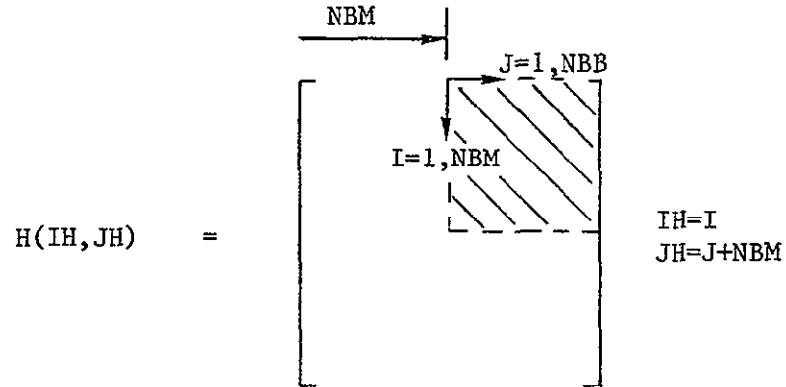 NBM
J=1,NBB
I=1,NBM
H(IH,JH) =
IH=I
JH=J+NBM